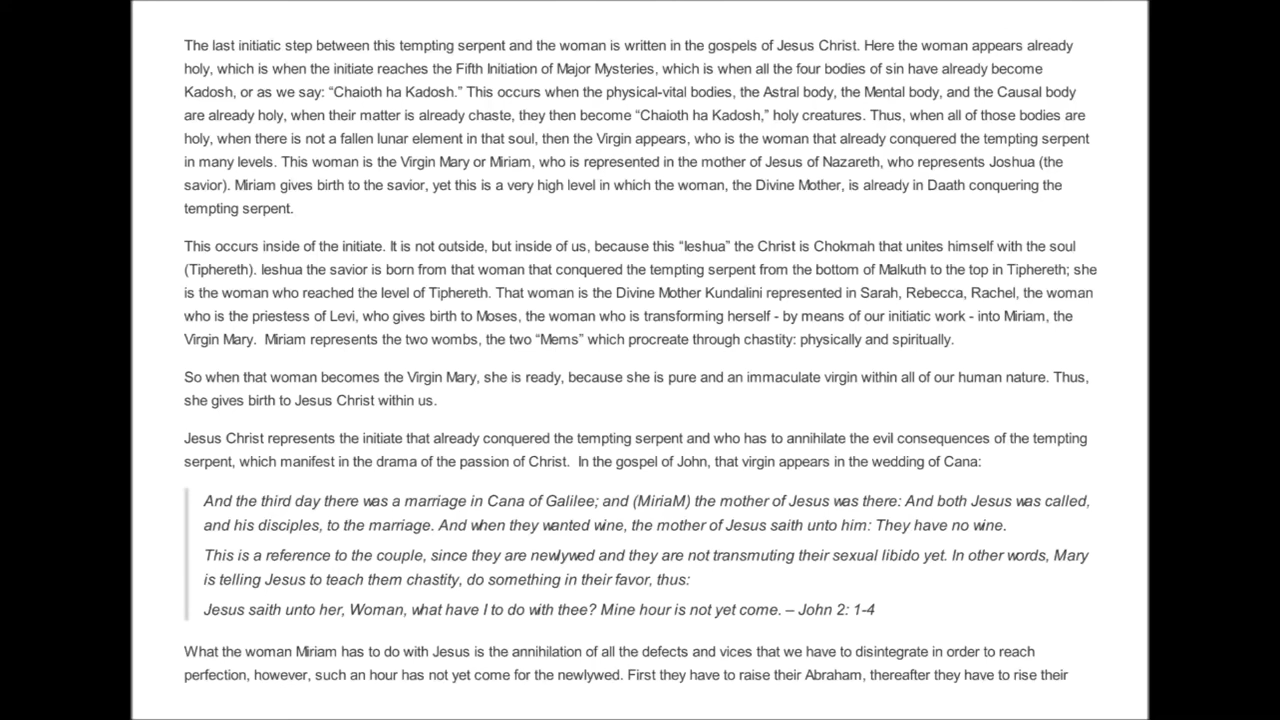 The last initiatic step between this tempting serpent and the woman is written in the gospels of Jesus Christ. Here the woman appears already
holy, which is when the initiate reaches the Fifth Initiation of Major Mysteries, which is when all the four bodies of sin have already become
Kadosh, or as we say: “Chaioth ha Kadosh.” This occurs when the physical-vital bodies, the Astral body, the Mental body, and the Causal body
are already holy, when their matter is already chaste, they then become “Chaioth ha Kadosh,” holy creatures. Thus, when all of those bodies are
holy, when there is not a fallen lunar element in that soul, then the Virgin appears, who is the woman that already conquered the tempting serpent
in many levels. This woman is the Virgin Mary or Miriam, who is represented in the mother of Jesus of Nazareth, who represents Joshua (the
savior). Miriam gives birth to the savior, yet this is a very high level in which the woman, the Divine Mother, is already in Daath conquering the
tempting serpent.
This occurs inside of the initiate. It is not outside, but inside of us, because this “Ieshua” the Christ is Chokmah that unites himself with the soul
(Tiphereth). Ieshua the savior is born from that woman that conquered the tempting serpent from the bottom of Malkuth to the top in Tiphereth; she
is the woman who reached the level of Tiphereth. That woman is the Divine Mother Kundalini represented in Sarah, Rebecca, Rachel, the woman
who is the priestess of Levi, who gives birth to Moses, the woman who is transforming herself - by means of our initiatic work - into Miriam, the
Virgin Mary.  Miriam represents the two wombs, the two “Mems” which procreate through chastity: physically and spiritually.
So when that woman becomes the Virgin Mary, she is ready, because she is pure and an immaculate virgin within all of our human nature. Thus,
she gives birth to Jesus Christ within us.
Jesus Christ represents the initiate that already conquered the tempting serpent and who has to annihilate the evil consequences of the tempting
serpent, which manifest in the drama of the passion of Christ.  In the gospel of John, that virgin appears in the wedding of Cana:
And the third day there was a marriage in Cana of Galilee; and (MiriaM) the mother of Jesus was there: And both Jesus was called,
and his disciples, to the marriage. And when they wanted wine, the mother of Jesus saith unto him: They have no wine.
This is a reference to the couple, since they are newlywed and they are not transmuting their sexual libido yet. In other words, Mary
is telling Jesus to teach them chastity, do something in their favor, thus:
Jesus saith unto her, Woman, what have I to do with thee? Mine hour is not yet come. – John 2: 1-4
What the woman Miriam has to do with Jesus is the annihilation of all the defects and vices that we have to disintegrate in order to reach
perfection, however, such an hour has not yet come for the newlywed. First they have to raise their Abraham, thereafter they have to rise their